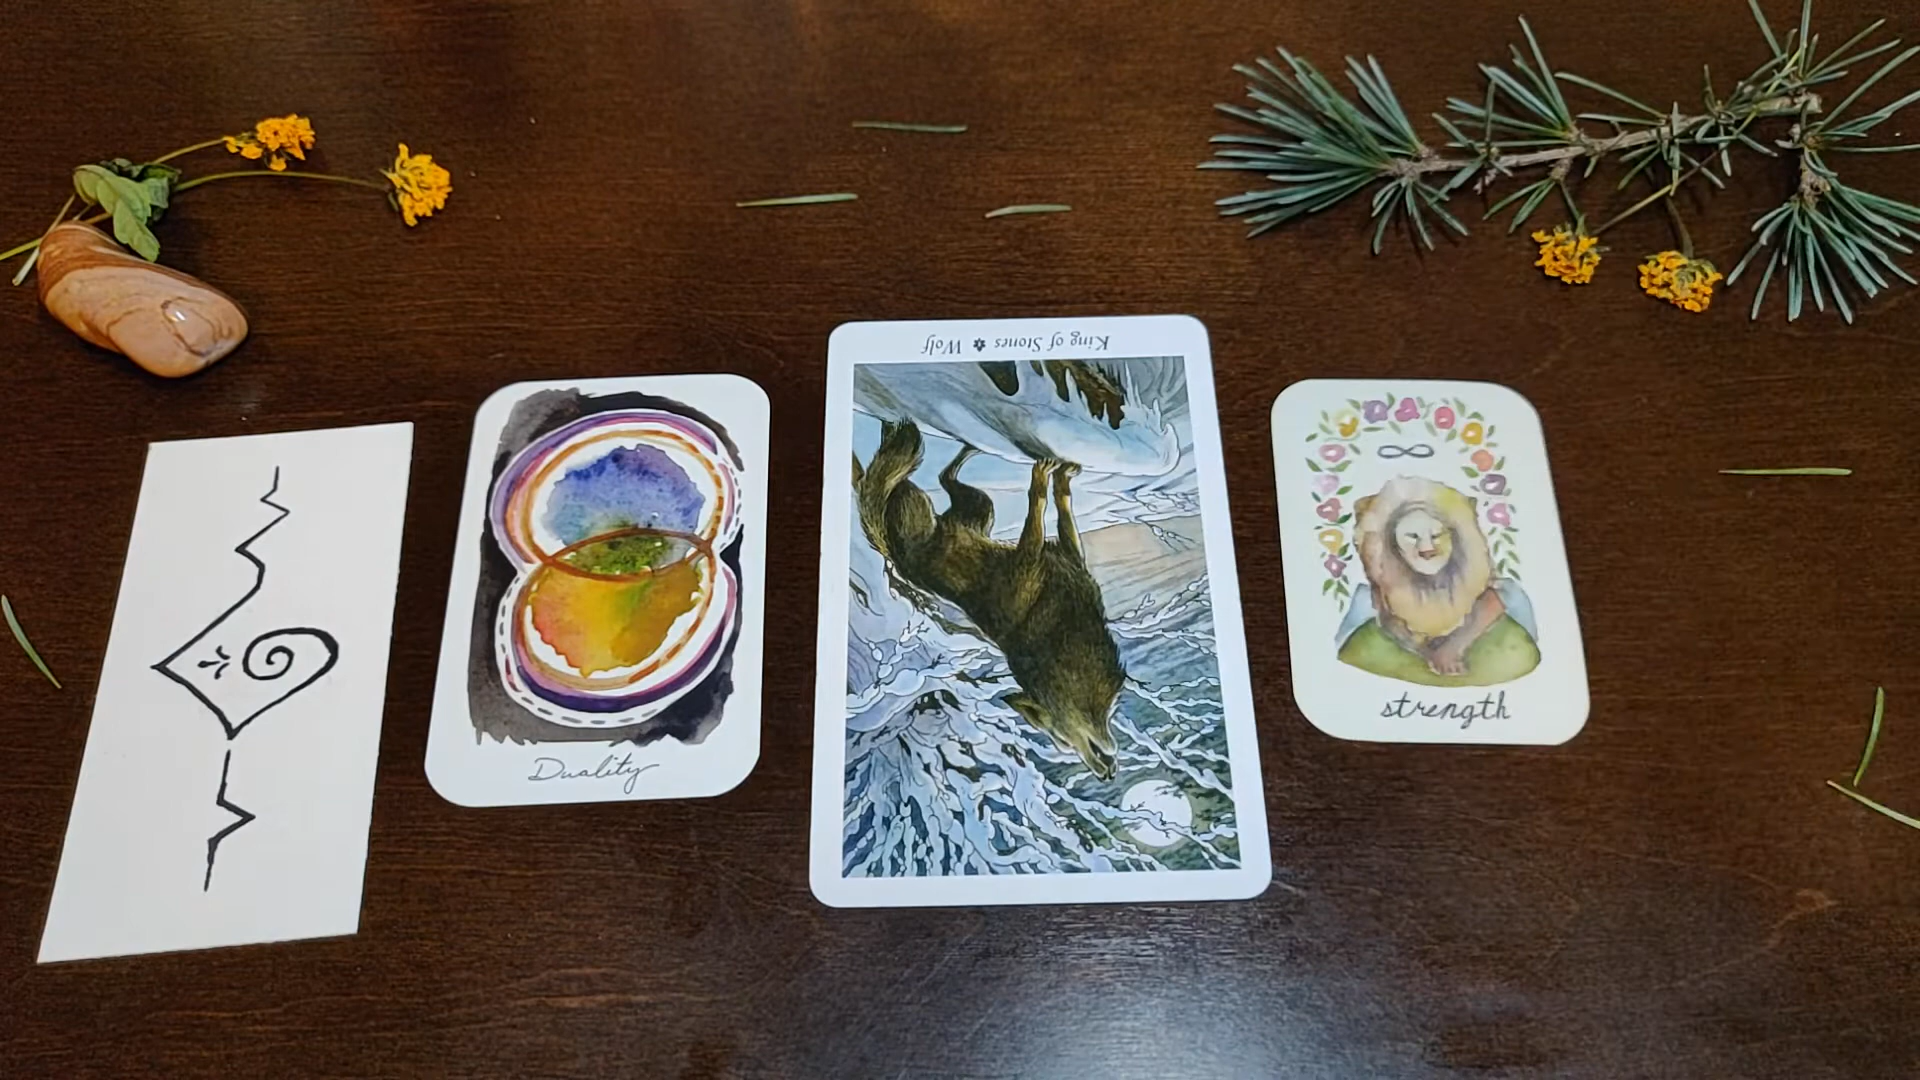 Duality
King of Stones ✽ Wolf
strength